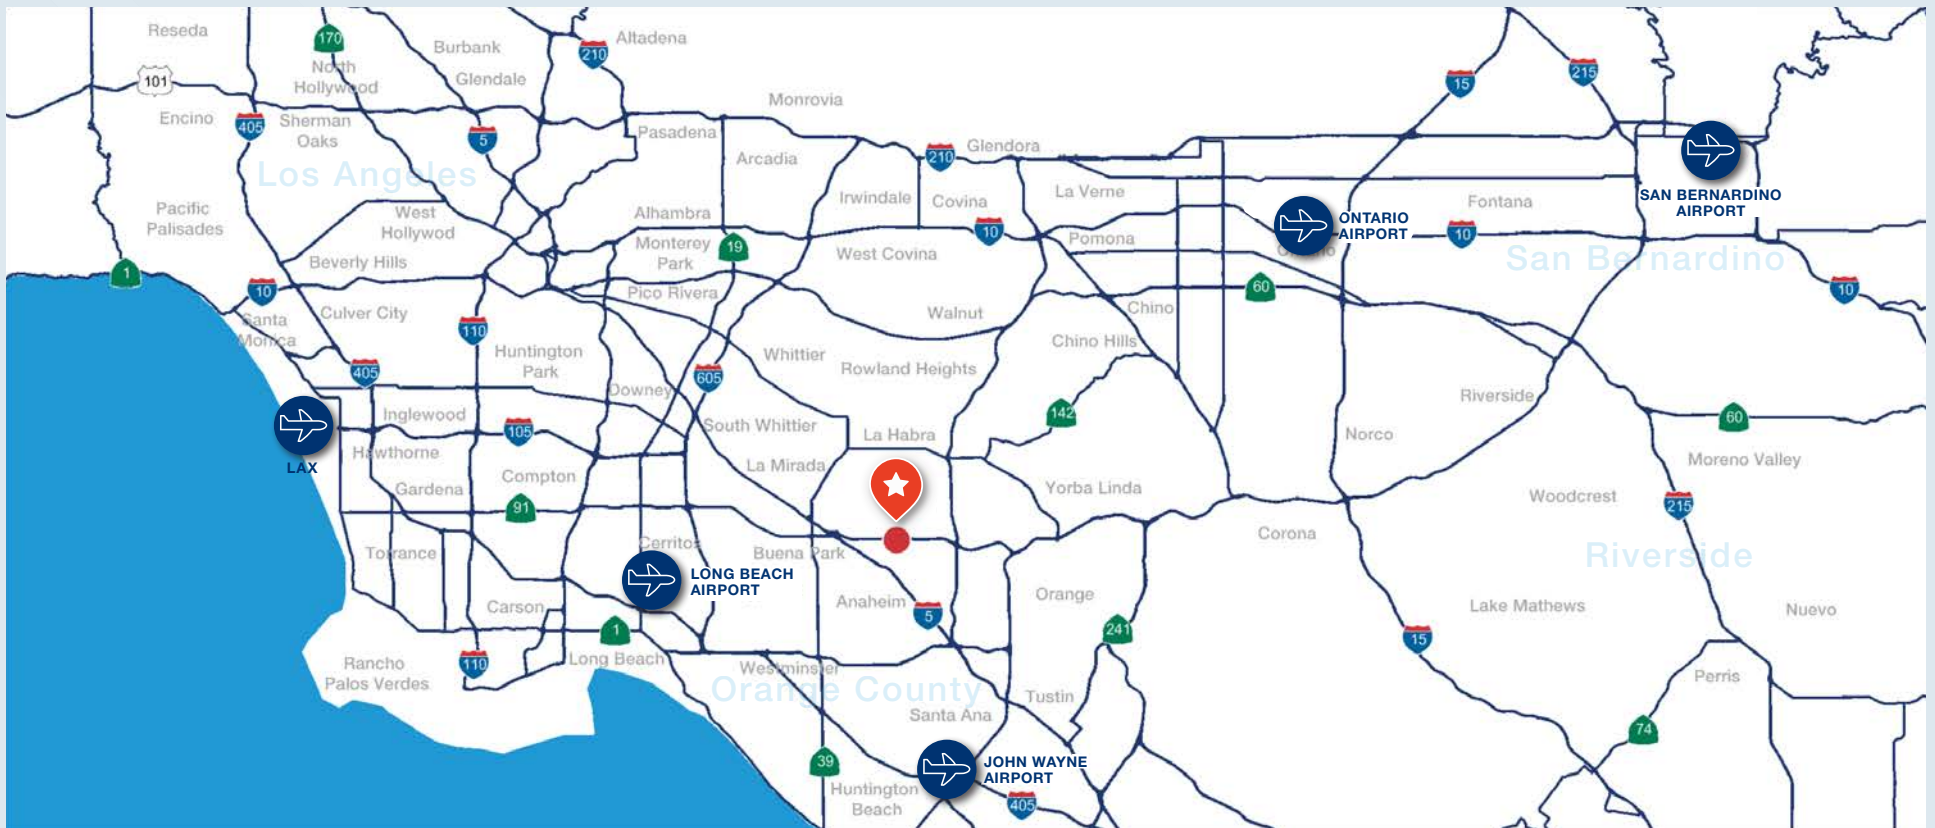 Reseda
170
Burbank
210
Altadena
101
North
Hollywood
Glendale
15
215
Monrovia
Encino
405
Sherman
Oaks
5
Pasadena
Arcadia
210
Glendora
Los Angeles
Irwindale
Covina
La Verne
Fontana
SAN BERNARDINO
AIRPORT
Pacific
Palisades
West
Hollywod
Alhambra
10
ONTARIO
AIRPORT
10
Monterey
Park
19
West Covina
Pomona
Ontario
San Bernardino
1
Beverly Hills
10
Pico Rivera
60
10
Santa
Monica
Culver City
110
Walnut
Chino
Huntington
Park
Whittier
Chino Hills
405
605
Rowland Heights
Downey
Riverside
Inglewood
105
South Whittier
142
60
LAX
Hawthorne
La Habra
Norco
Moreno Valley
Gardena
Compton
La Mirada
Yorba Linda
Woodcrest
91
215
Torrance
Cerritos
Buena Park
Corona
Riverside
LONG BEACH
AIRPORT
Carson
Anaheim
5
Orange
Lake Mathews
Nuevo
1
241
15
Rancho
Palos Verdes
110
Long Beach
Westminster
Orange County
Tustin
Perris
Santa Ana
74
39
JOHN WAYNE
AIRPORT
Huntington
Beach
405